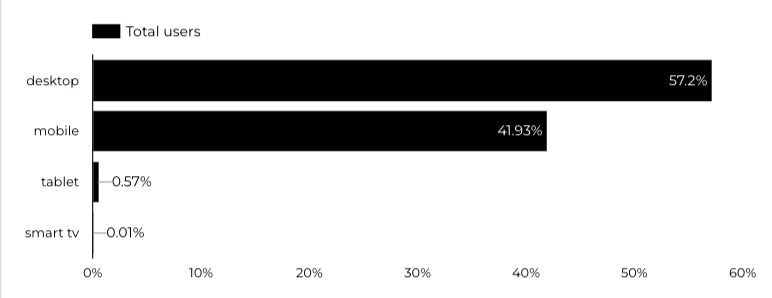 Total users
desktop 57.2%
mobile 41.93%
tablet 0.57%
smart tv 0.01%
0% 10% 20% 30% 40% 50% 60%